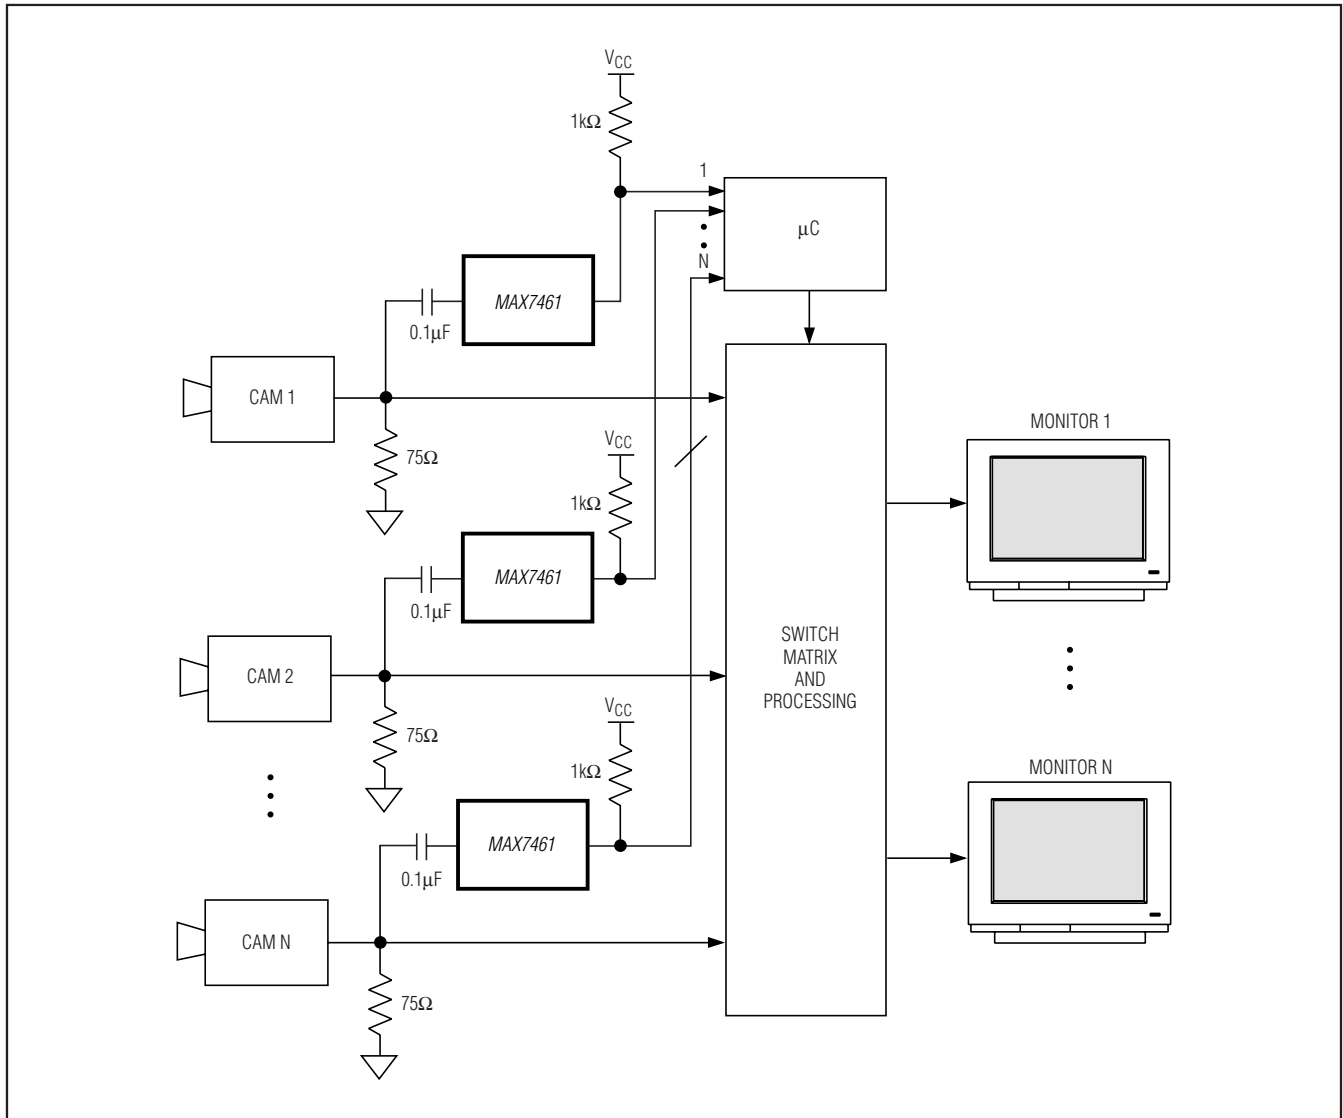 VCC
1kΩ
1
µC
N
MAX7461
0.1µF
CAM 1
75Ω
MONITOR 1
VCC
1kΩ
MAX7461
0.1µF
CAM 2
75Ω
SWITCH
MATRIX
AND
PROCESSING
VCC
1kΩ
MONITOR N
MAX7461
0.1µF
CAM N
75Ω